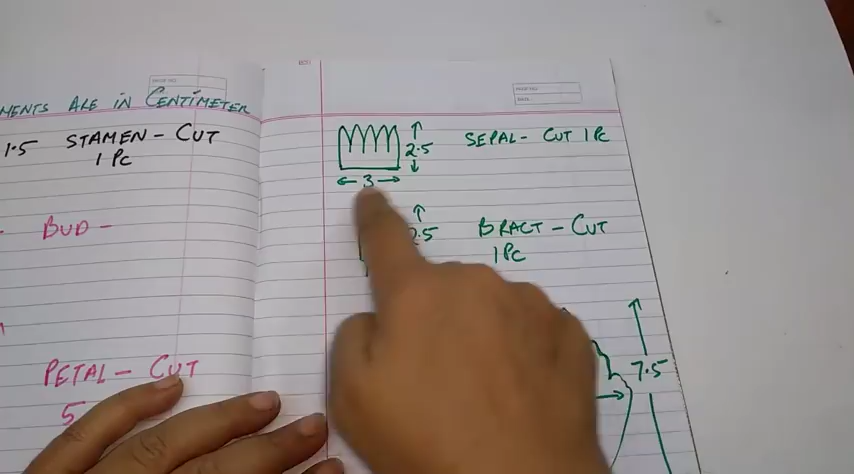 ARE IN CENTIMETER
1.5 STAMEN - CUT
1 PC
BUD -
PETAL - CUT
5
2.5 SEPAL - CUT 1 PC
3
2.5 BRACT - CUT
1 PC
7.5